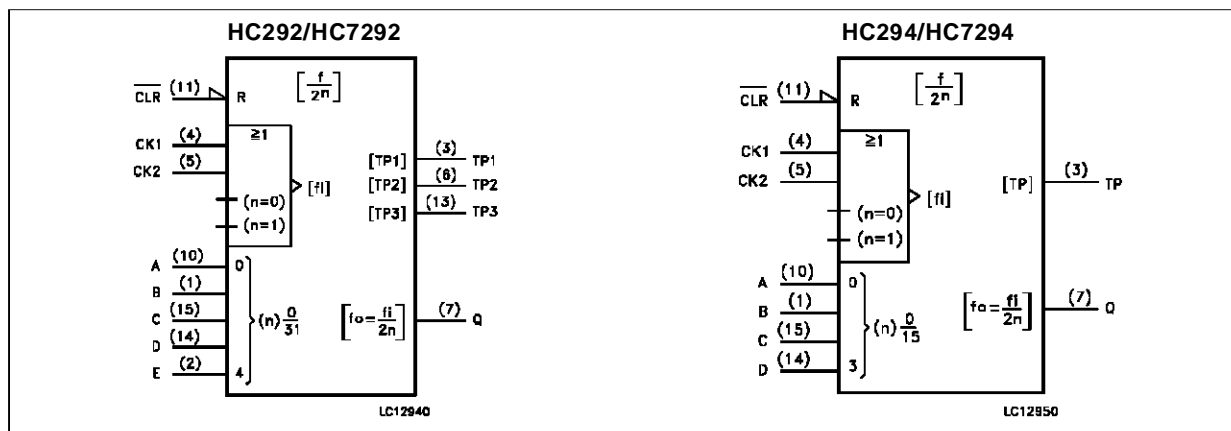 HC292/HC7292
[f/2n]
CLR (11) R
CK1 (4) ≧1
CK2 (5)
[fI]
(n=0)
(n=1)
[TP1] (3) TP1
[TP2] (6) TP2
[TP3] (13) TP3
A (10) 0
B (1)
C (15)
D (14)
E (2) 4
(n) 0/31
[fo=fi/2n] (7) Q
LC12940
HC294/HC7294
[f/2n]
CLR (11) R
CK1 (4) ≧1
CK2 (5)
[fI]
(n=0)
(n=1)
[TP] (3) TP
A (10) 0
B (1)
C (15)
D (14) 3
(n) 0/15
[fo=fi/2n] (7) Q
LC12950